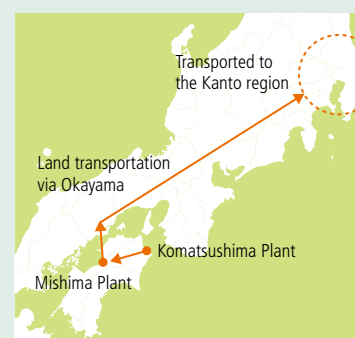 Transported to
the Kanto region
Land transportation
via Okayama
Komatsushima Plant
Mishima Plant